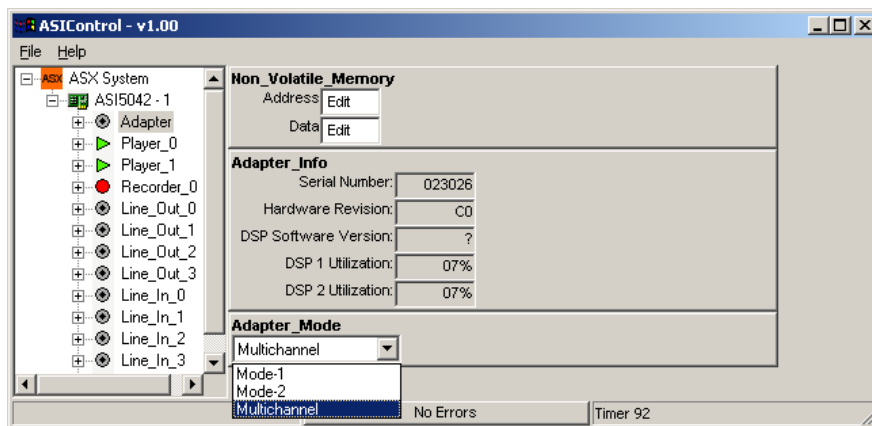 ASIControl - v1.00
File Help
ASX ASX System
ASI5042 - 1
Adapter
Player_0
Player_1
Recorder_0
Line_Out_0
Line_Out_1
Line_Out_2
Line_Out_3
Line_In_0
Line_In_1
Line_In_2
Line_In_3
Non_Volatile_Memory
Address Edit
Data Edit
Adapter_Info
Serial Number: 023026
Hardware Revision: C0
DSP Software Version: ?
DSP 1 Utilization: 07%
DSP 2 Utilization: 07%
Adapter_Mode
Multichannel
Mode-1
Mode-2
Multichannel
No Errors
Timer 92